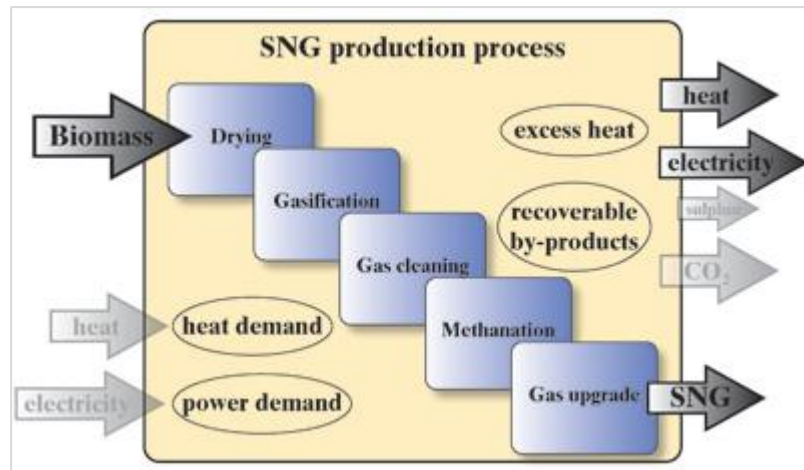 SNG production process
heat
Biomass
Drying
excess heat
electricity
Gasification
recoverable
by-products
sulphur
Gas cleaning
CO₂
heat
heat demand
Methanation
electricity
power demand
Gas upgrade
SNG